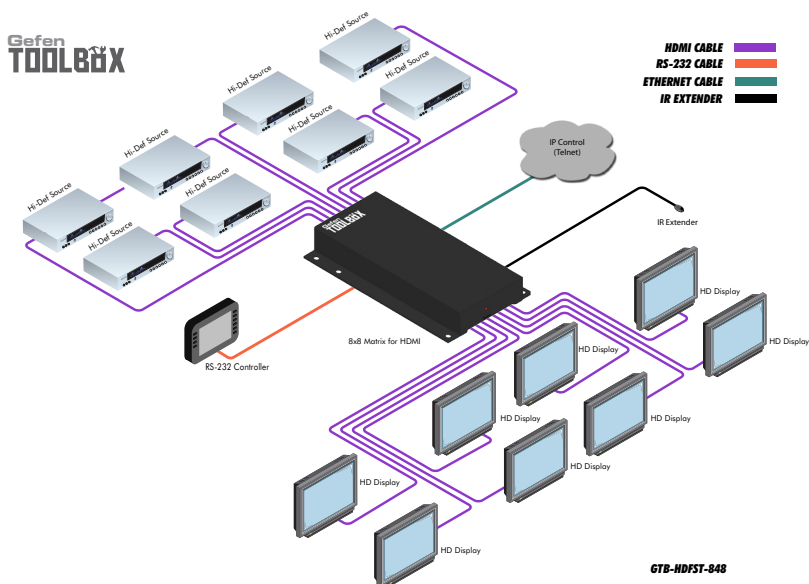 Gefen
TOOLBOX
Hi-Def Source
Hi-Def Source
Hi-Def Source
Hi-Def Source
Hi-Def Source
Hi-Def Source
Hi-Def Source
Hi-Def Source
HDMI CABLE
RS-232 CABLE
ETHERNET CABLE
IR EXTENDER
IP Control
(Telnet)
Gefen
TOOLBOX
IR Extender
8x8 Matrix for HDMI
RS-232 Controller
HD Display
HD Display
HD Display
HD Display
HD Display
HD Display
HD Display
HD Display
GTB-HDFST-848